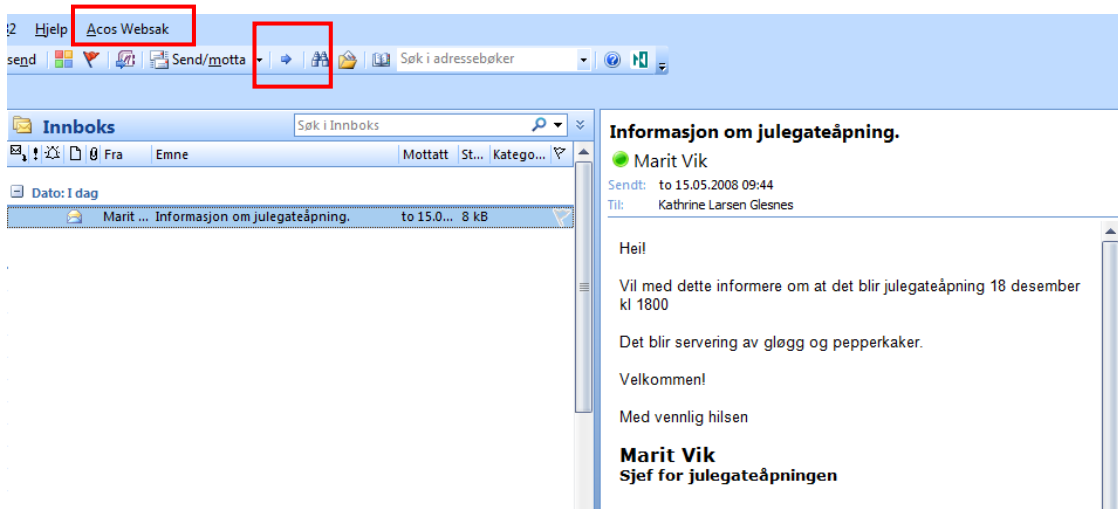 Hjelp Acos Websak
send Send/motta Søk i adressebøker
Innboks Søk i Innboks
Fra Emne Mottatt St... Katego...
Dato: I dag
Marit ... Informasjon om julegateåpning. to 15.0... 8 kB
Informasjon om julegateåpning.
Marit Vik
Sendt: to 15.05.2008 09:44
Til: Kathrine Larsen Glesnes
Hei!
Vil med dette informere om at det blir julegateåpning 18 desember
kl 1800
Det blir servering av gløgg og pepperkaker.
Velkommen!
Med vennlig hilsen
Marit Vik
Sjef for julegateåpningen